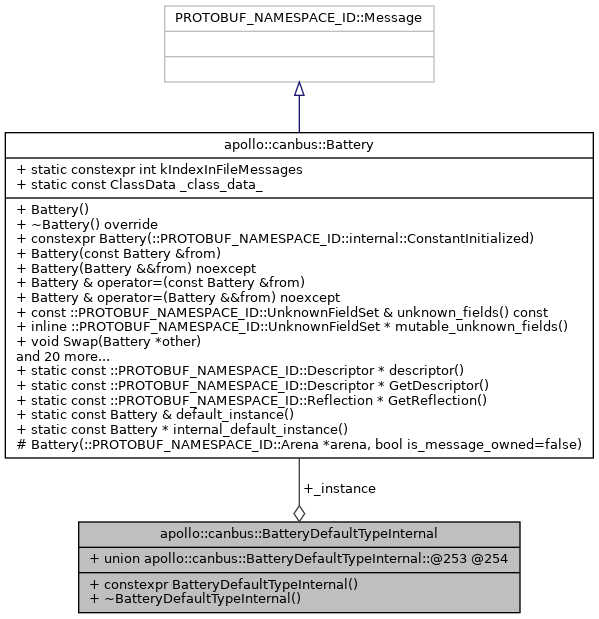 PROTOBUF_NAMESPACE_ID::Message
apollo::canbus::Battery
+ static constexpr int kIndexInFileMessages
+ static const ClassData _class_data_
+ Battery()
+ ~Battery() override
+ constexpr Battery(::PROTOBUF_NAMESPACE_ID::internal::ConstantInitialized)
+ Battery(const Battery &from)
+ Battery(Battery &&from) noexcept
+ Battery & operator=(const Battery &from)
+ Battery & operator=(Battery &&from) noexcept
+ const ::PROTOBUF_NAMESPACE_ID::UnknownFieldSet & unknown_fields() const
+ inline ::PROTOBUF_NAMESPACE_ID::UnknownFieldSet * mutable_unknown_fields()
+ void Swap(Battery *other)
and 20 more...
+ static const ::PROTOBUF_NAMESPACE_ID::Descriptor * descriptor()
+ static const ::PROTOBUF_NAMESPACE_ID::Descriptor * GetDescriptor()
+ static const ::PROTOBUF_NAMESPACE_ID::Reflection * GetReflection()
+ static const Battery & default_instance()
+ static const Battery * internal_default_instance()
# Battery(::PROTOBUF_NAMESPACE_ID::Arena *arena, bool is_message_owned=false)
+_instance
apollo::canbus::BatteryDefaultTypeInternal
+ union apollo::canbus::BatteryDefaultTypeInternal::@253 @254
+ constexpr BatteryDefaultTypeInternal()
+ ~BatteryDefaultTypeInternal()